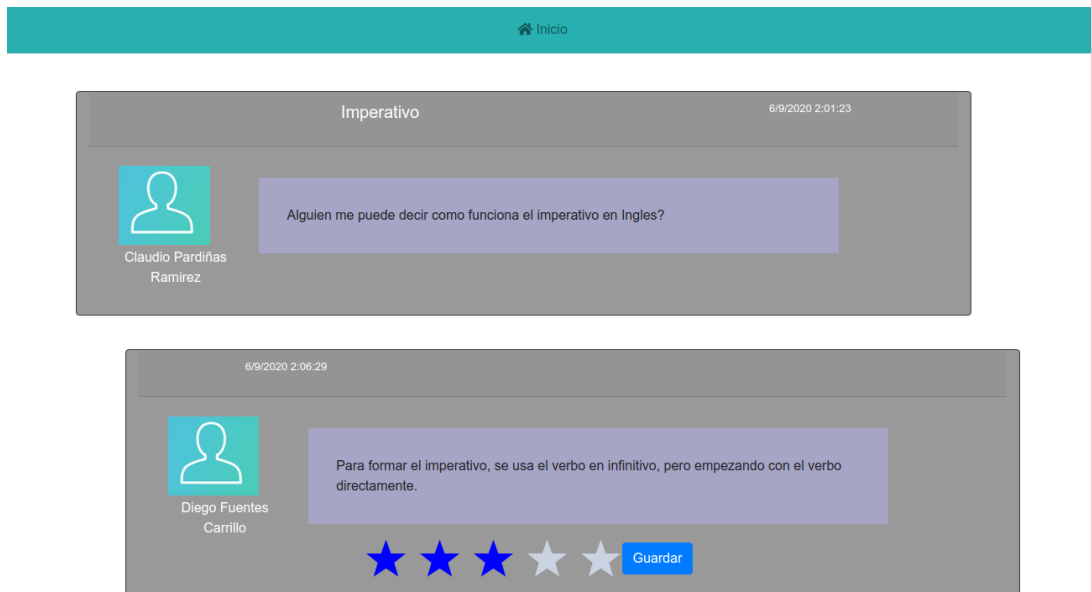 Inicio
Imperativo
6/9/2020 2:01:23
Alguien me puede decir como funciona el imperativo en Ingles?
Claudio Pardiñas
Ramirez
6/9/2020 2:06:29
Para formar el imperativo, se usa el verbo en infinitivo, pero empezando con el verbo
directamente.
Diego Fuentes
Carrillo
Guardar